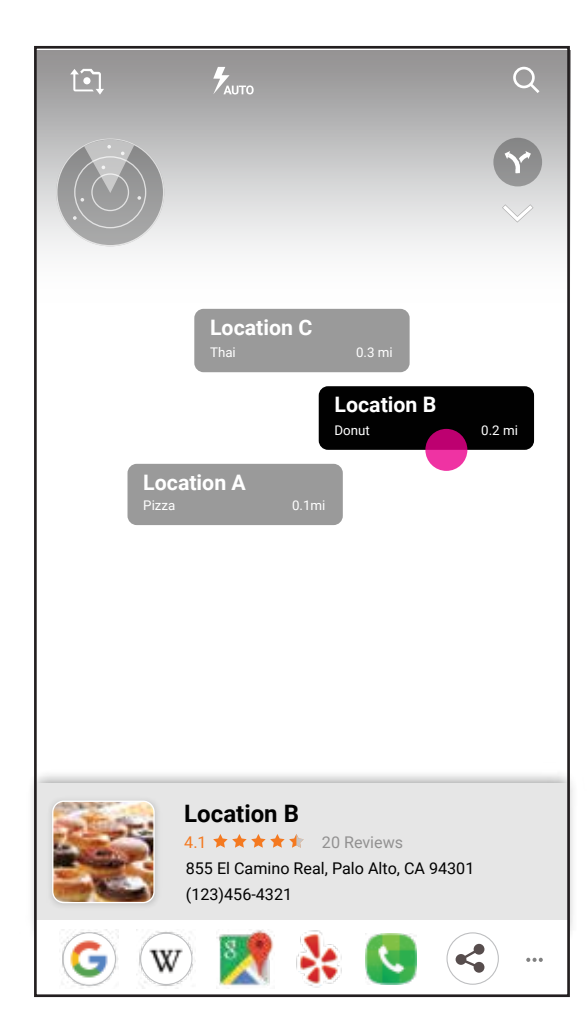 AUTO
Location C
Thai 0.3 mi
Location B
Donut 0.2 mi
Location A
Pizza 0.1mi
Location B
4.1 20 Reviews
855 El Camino Real, Palo Alto, CA 94301
(123)456-4321
G W 8